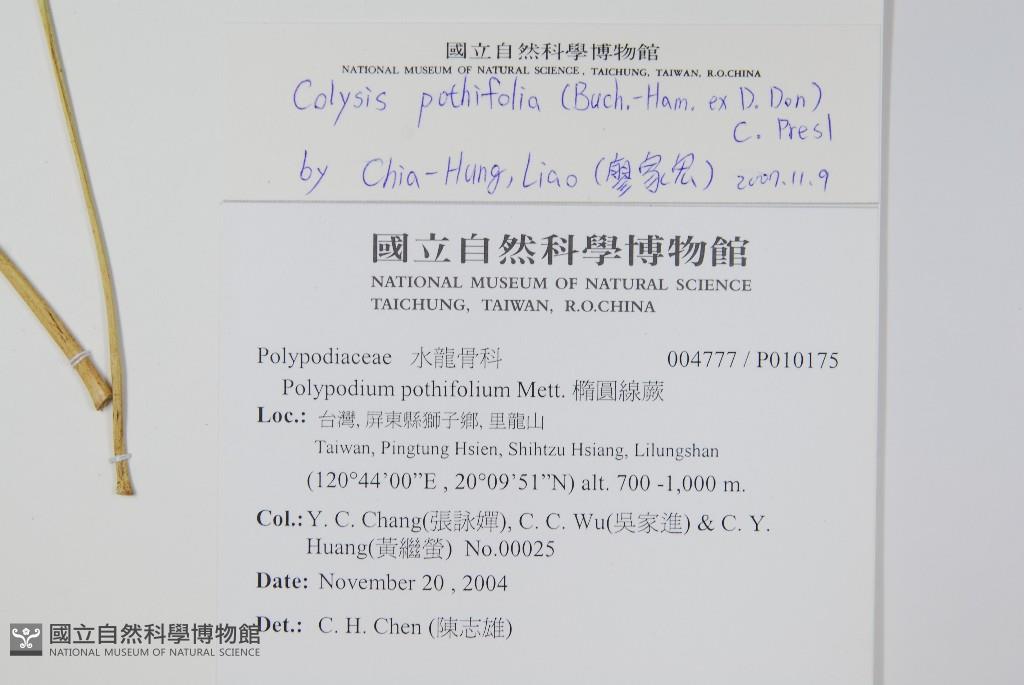 國立自然科學博物館
NATIONAL MUSEUM OF NATURAL SCIENCE, TAICHUNG, TAIWAN, R.O.CHINA
Colysis pothifolia (Buch.-Ham. ex D. Don)
C. Presl
by Chia-Hung, Liao (廖家宏) 2007.11.9
國立自然科學博物館
NATIONAL MUSEUM OF NATURAL SCIENCE
TAICHUNG, TAIWAN, R.O.CHINA
Polypodiaceae 水龍骨科 004777 / P010175
Polypodium pothifolium Mett. 橢圓線蕨
Loc.: 台灣, 屏東縣獅子鄉, 里龍山
Taiwan, Pingtung Hsien, Shihtzu Hsiang, Lilungshan
(120°44’00”E , 20°09’51”N) alt. 700 -1,000 m.
Col.: Y. C. Chang(張詠嬋), C. C. Wu(吳家進) & C. Y.
Huang(黃繼螢) No.00025
Date: November 20 , 2004
Det.: C. H. Chen (陳志雄)
國立自然科學博物館
NATIONAL MUSEUM OF NATURAL SCIENCE